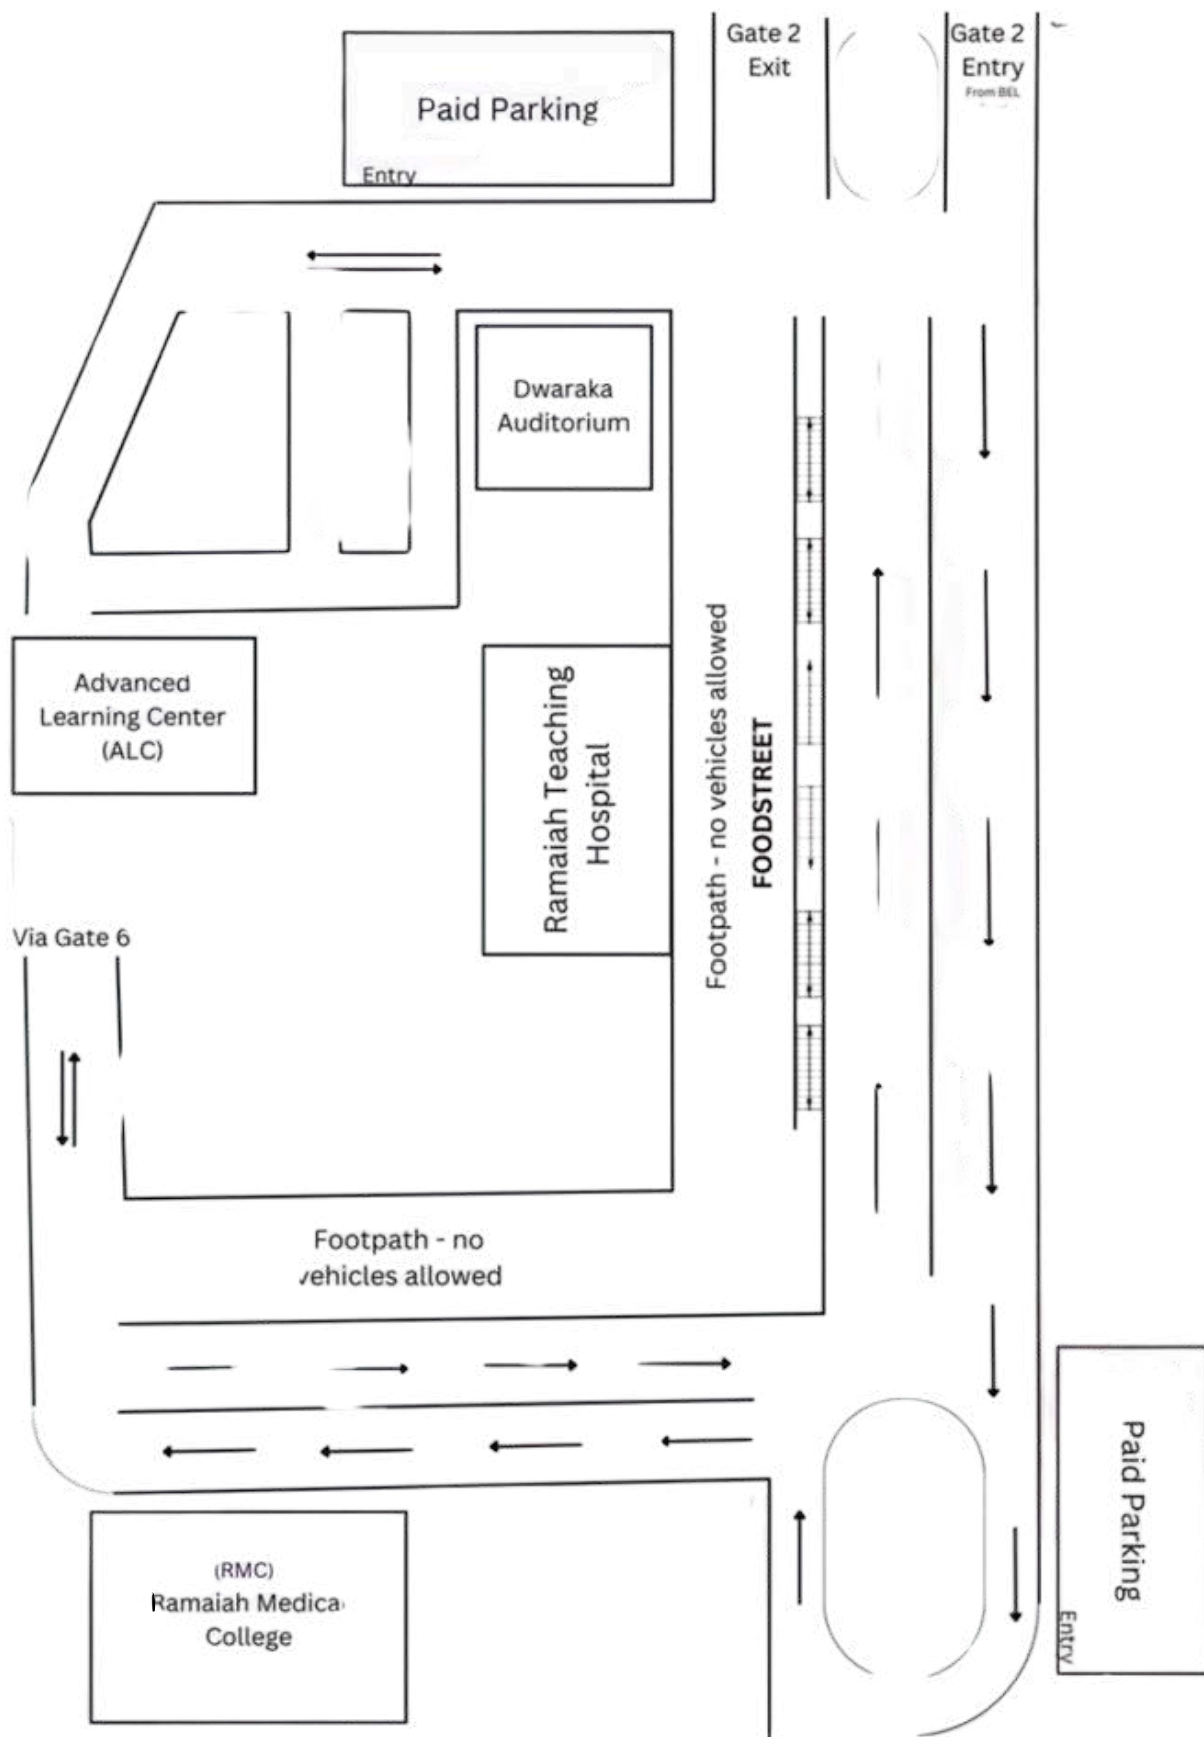 Gate 2
Exit
Gate 2
Entry
From BEL
Paid Parking
Entry
Dwaraka
Auditorium
Advanced
Learning Center
(ALC)
Ramaiah Teaching
Hospital
Footpath - no vehicles allowed
FOODSTREET
Via Gate 6
Footpath - no
vehicles allowed
Paid Parking
Entry
(RMC)
Ramaiah Medica
College